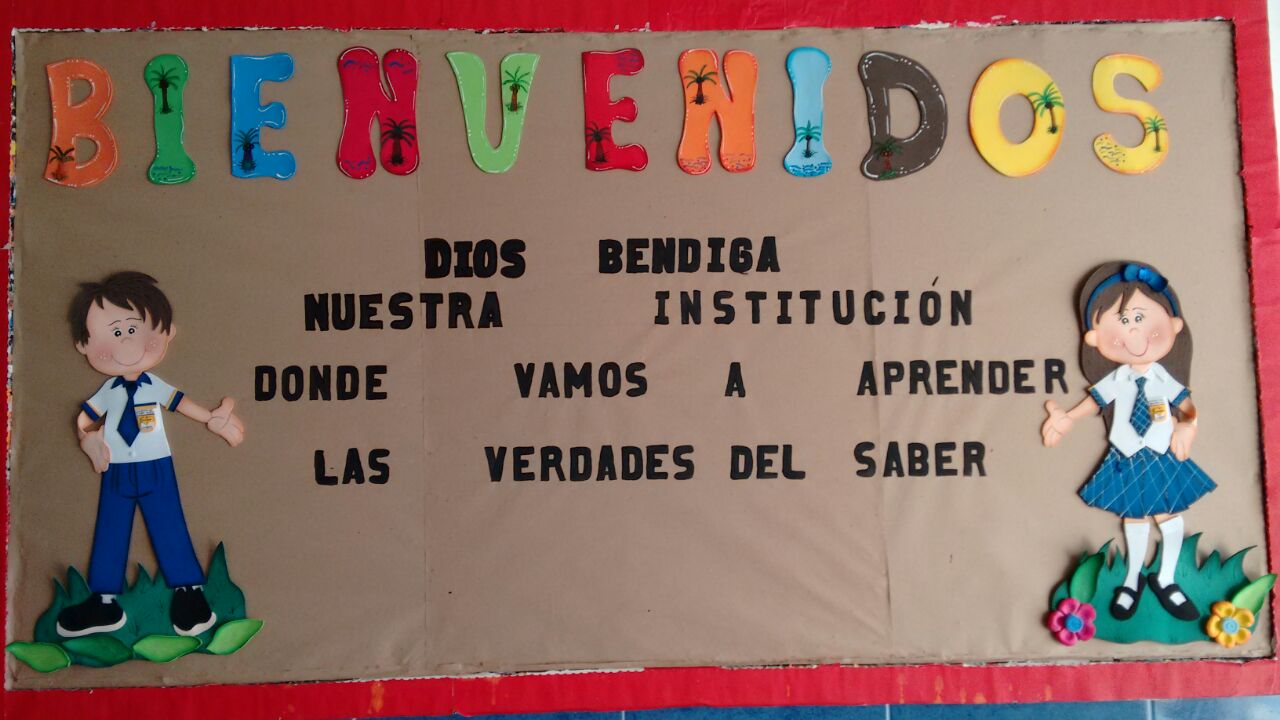 BIENVENIDOS
DIOS BENDIGA
NUESTRA INSTITUCIÓN
DONDE VAMOS A APRENDER
LAS VERDADES DEL SABER